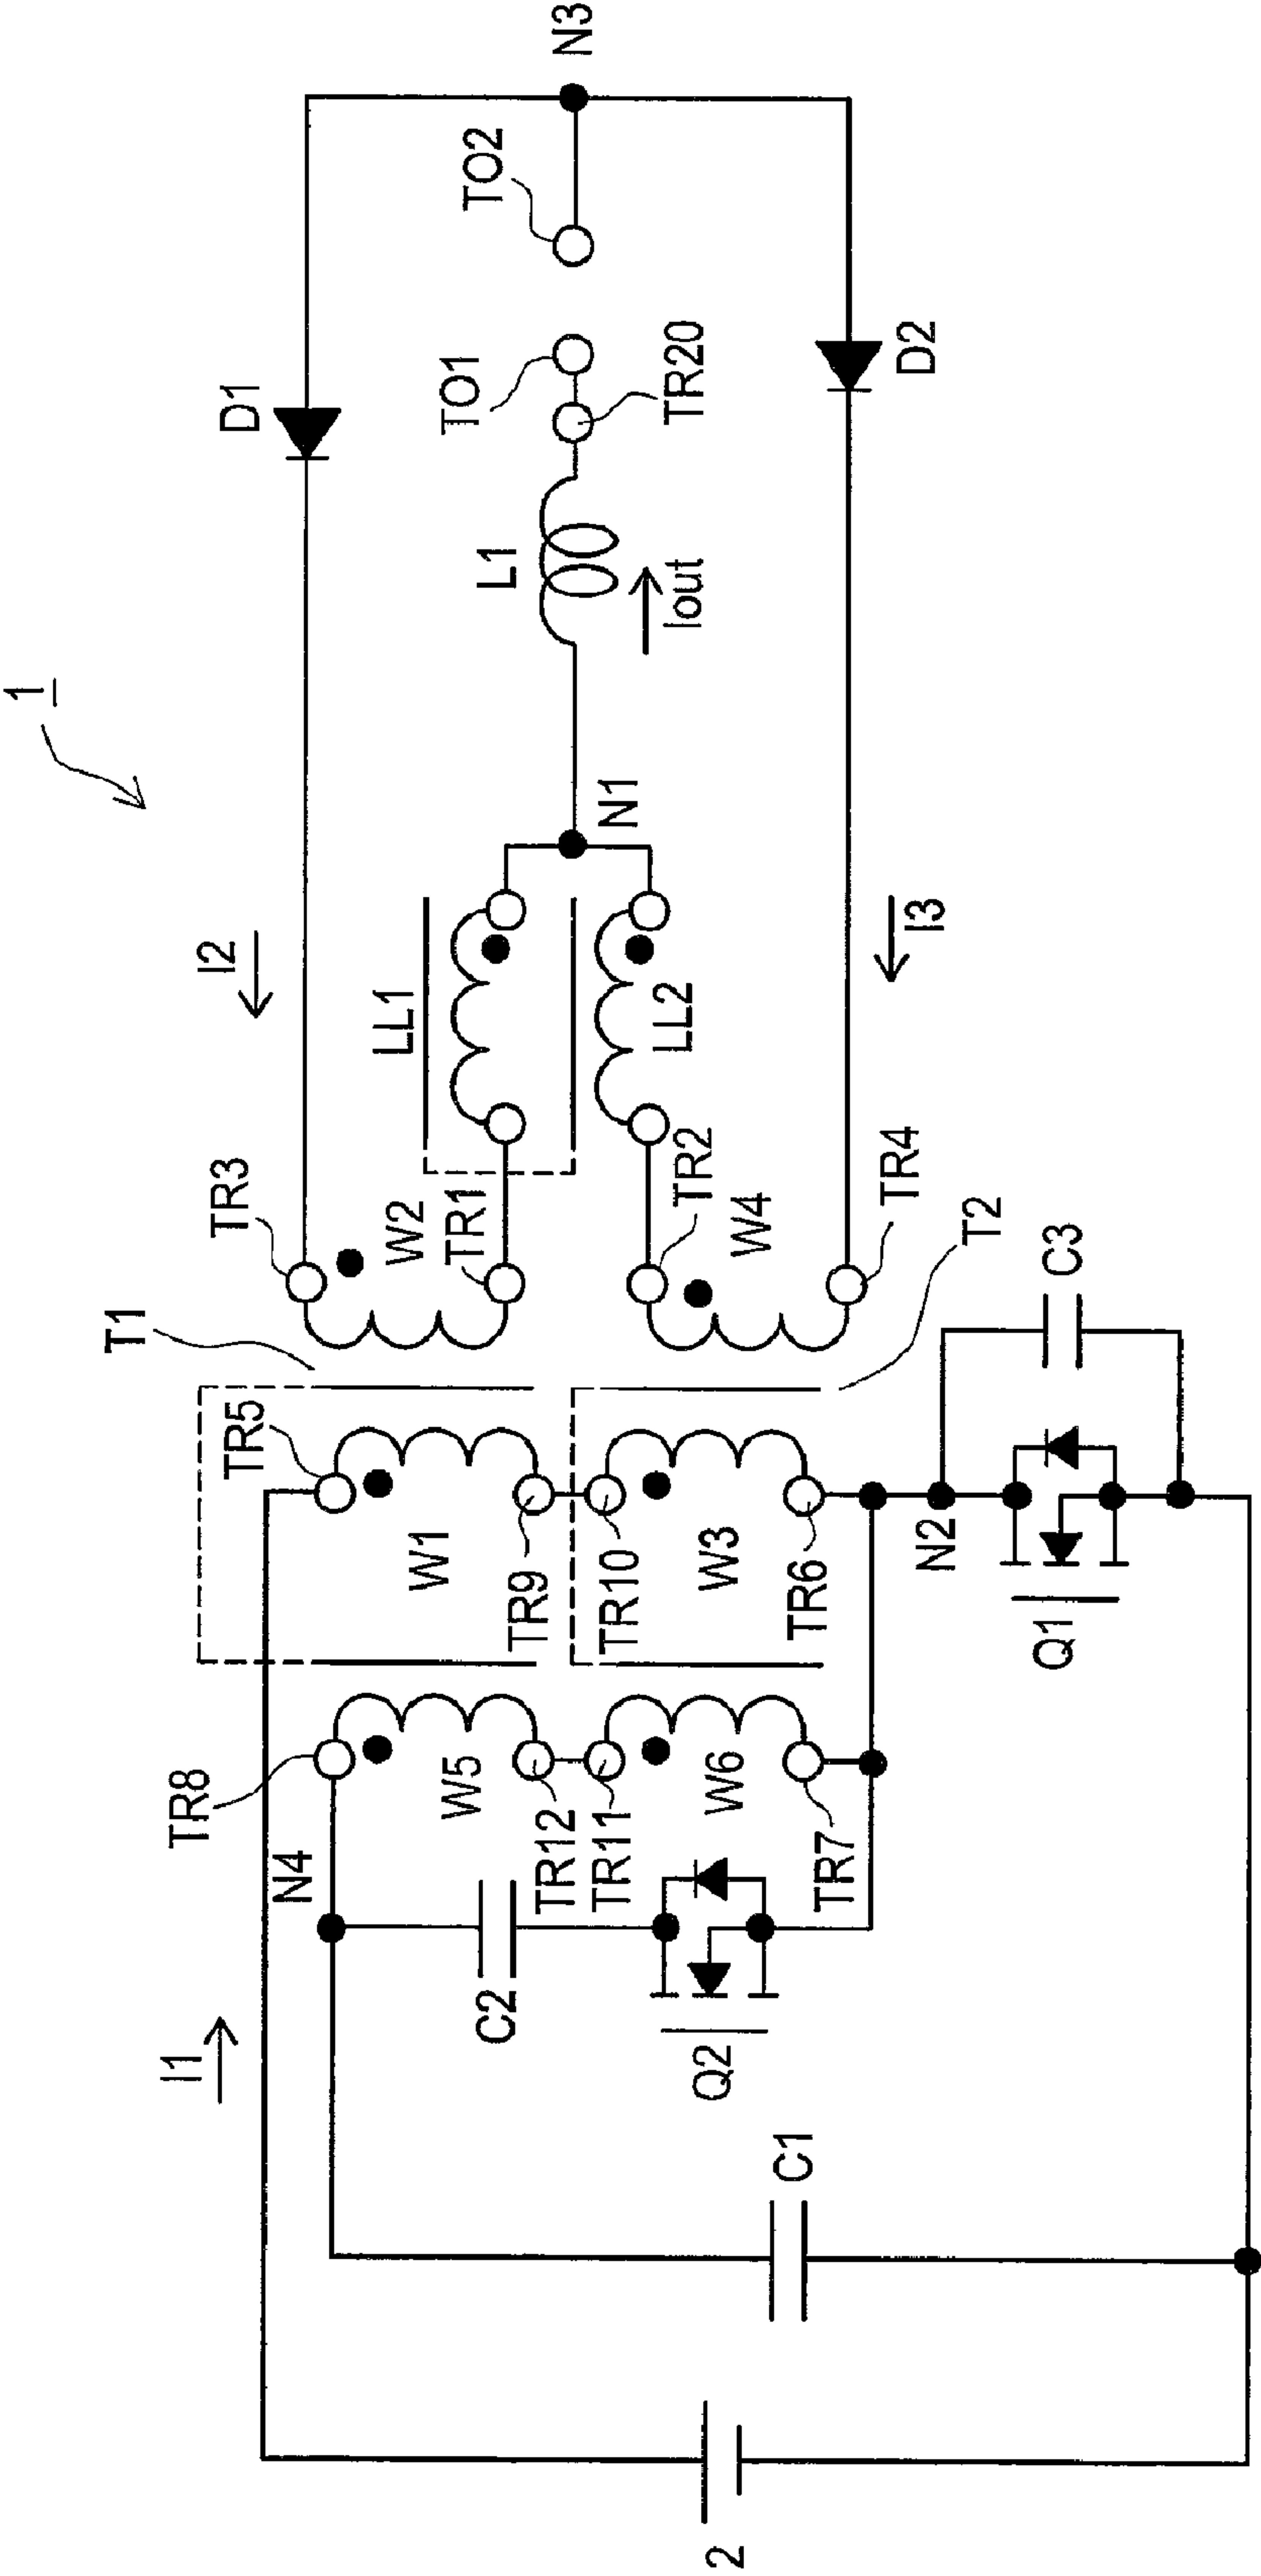 1
I1
I2
I3
Iout
T1
T2
TR3
TR5
TR8
N4
W5
W1
W2
TR1
TR9
TR12
TR10
TR11
W3
W6
W4
TR2
TR4
TR6
TR7
LL1
LL2
N1
L1
TR20
TO1
TO2
N3
D1
D2
C2
Q2
C1
2
N2
Q1
C3